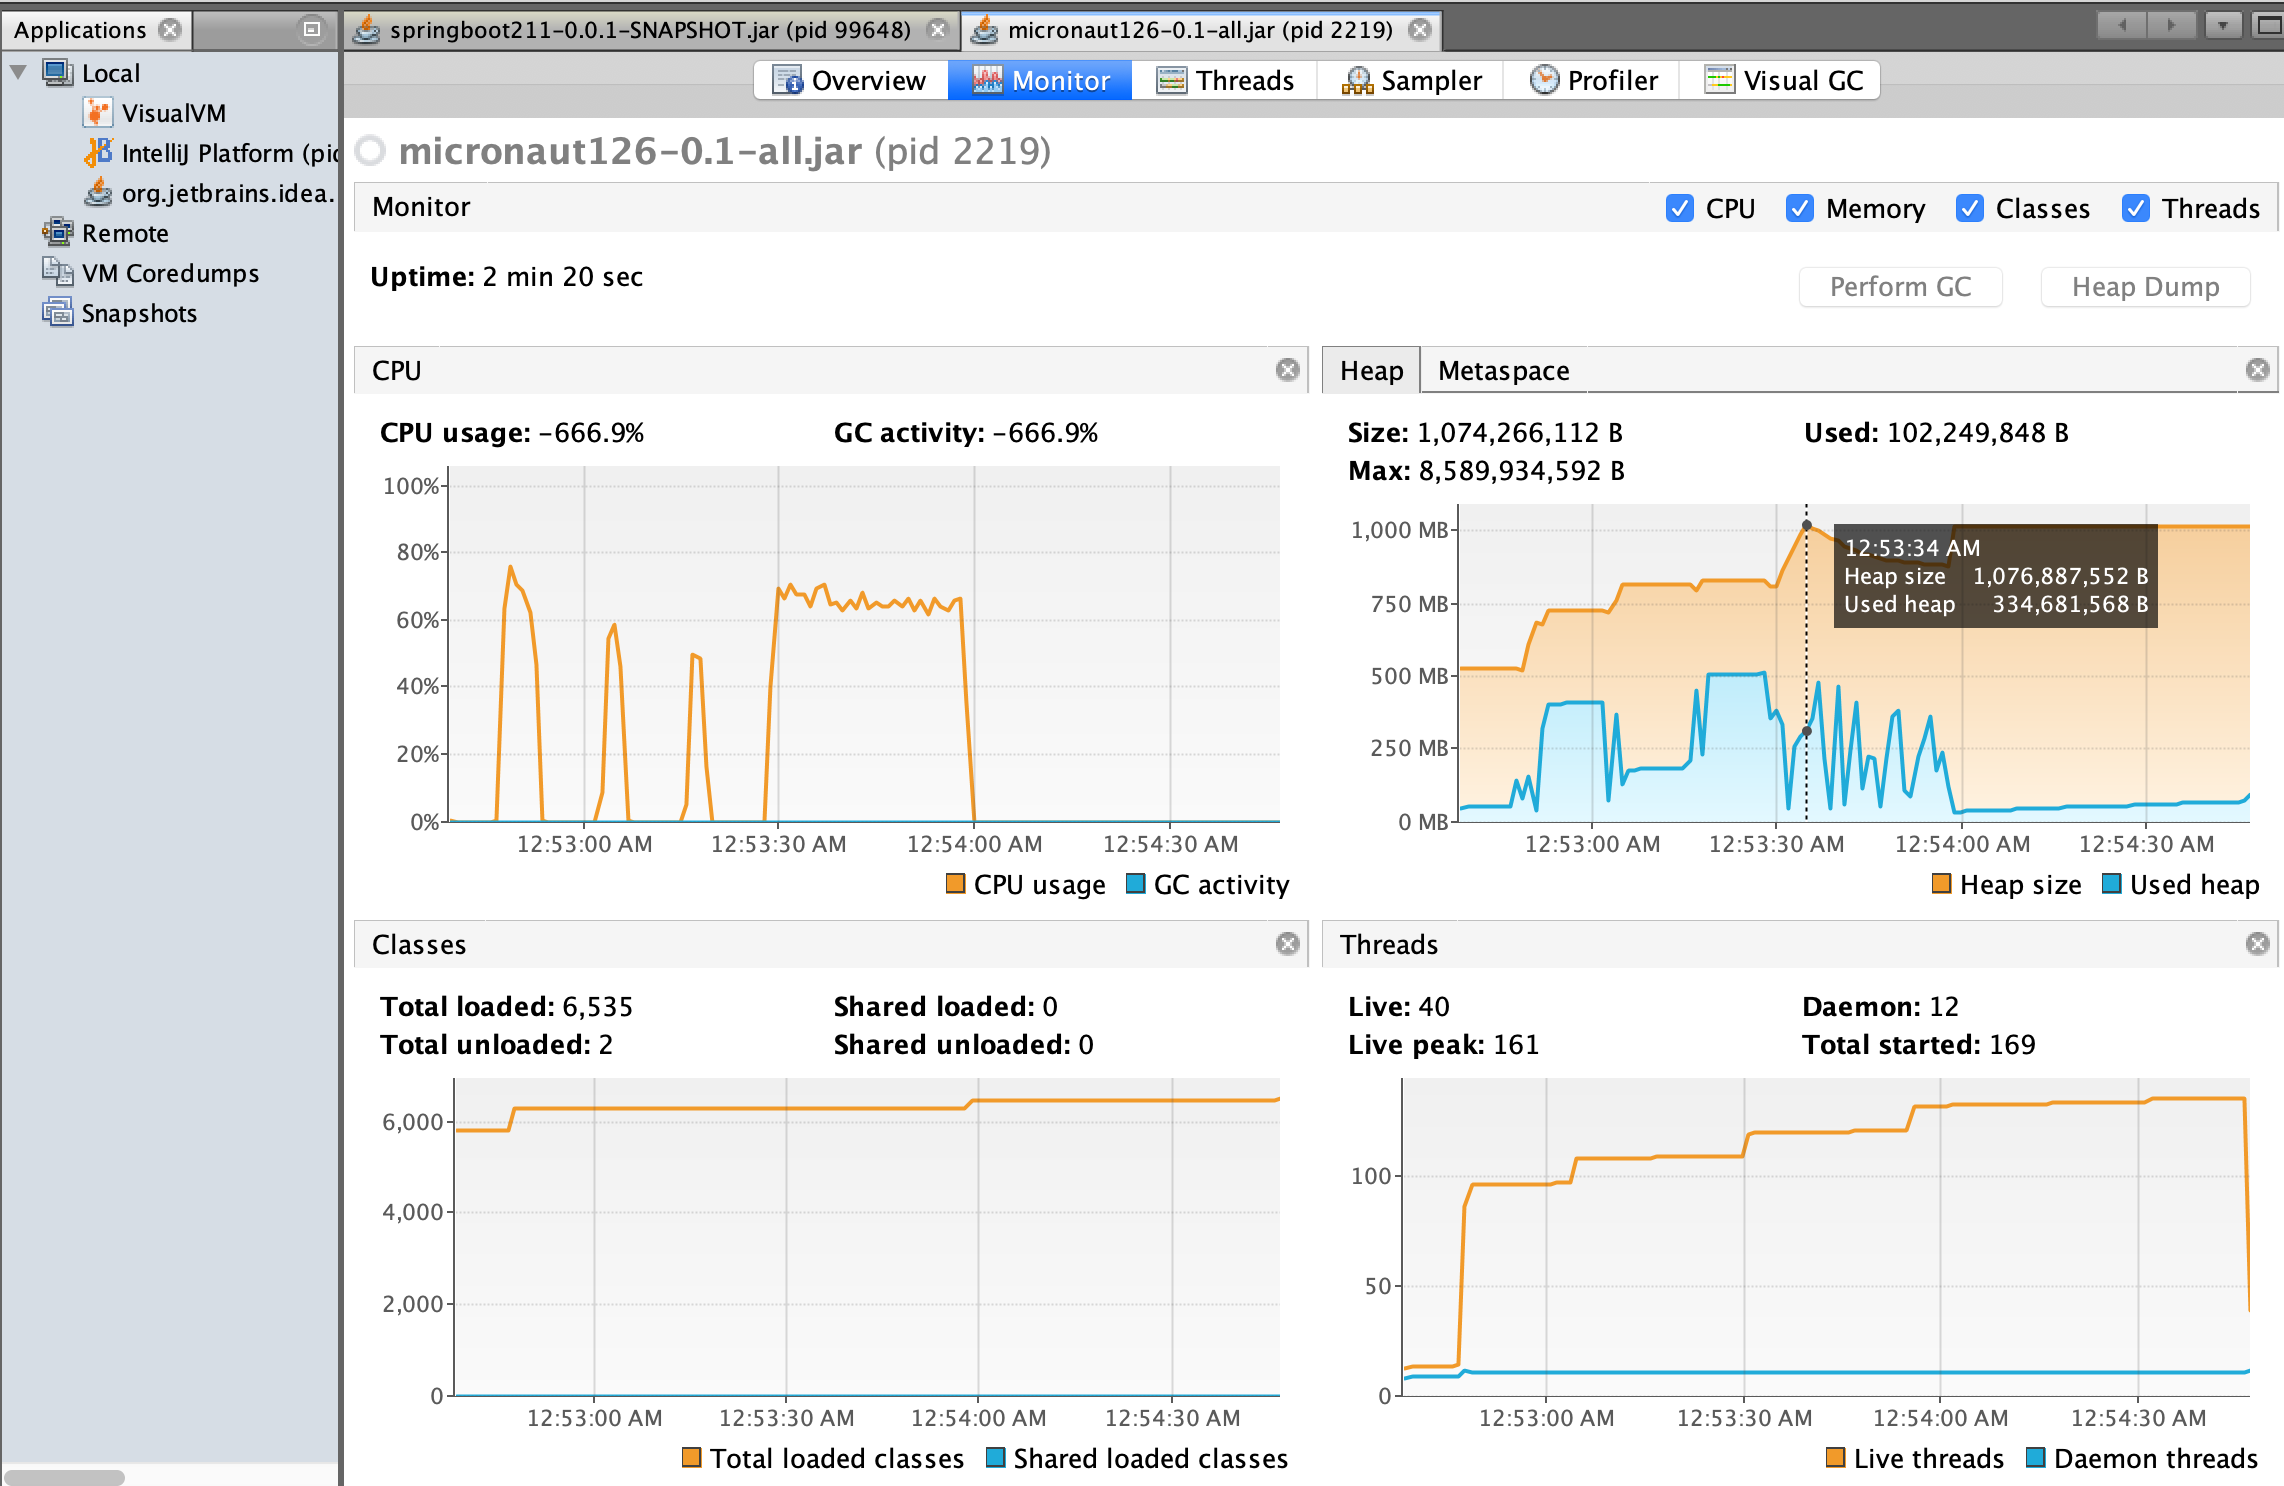 Applications
springboot211-0.0.1-SNAPSHOT.jar (pid 99648)
micronaut126-0.1-all.jar (pid 2219)
Local
VisualVM
IntelliJ Platform (pid
org.jetbrains.idea.
Remote
VM Coredumps
Snapshots
Overview
Monitor
Threads
Sampler
Profiler
Visual GC
micronaut126-0.1-all.jar (pid 2219)
Monitor
CPU
Memory
Classes
Threads
Uptime: 2 min 20 sec
Perform GC
Heap Dump
CPU
CPU usage: -666.9%
GC activity: -666.9%
100%
80%
60%
40%
20%
0%
12:53:00 AM
12:53:30 AM
12:54:00 AM
12:54:30 AM
CPU usage
GC activity
Heap
Metaspace
Size: 1,074,266,112 B
Used: 102,249,848 B
Max: 8,589,934,592 B
1,000 MB
750 MB
500 MB
250 MB
0 MB
12:53:34 AM
Heap size 1,076,887,552 B
Used heap 334,681,568 B
12:53:00 AM
12:53:30 AM
12:54:00 AM
12:54:30 AM
Heap size
Used heap
Classes
Total loaded: 6,535
Shared loaded: 0
Total unloaded: 2
Shared unloaded: 0
6,000
4,000
2,000
0
12:53:00 AM
12:53:30 AM
12:54:00 AM
12:54:30 AM
Total loaded classes
Shared loaded classes
Threads
Live: 40
Daemon: 12
Live peak: 161
Total started: 169
100
50
0
12:53:00 AM
12:53:30 AM
12:54:00 AM
12:54:30 AM
Live threads
Daemon threads